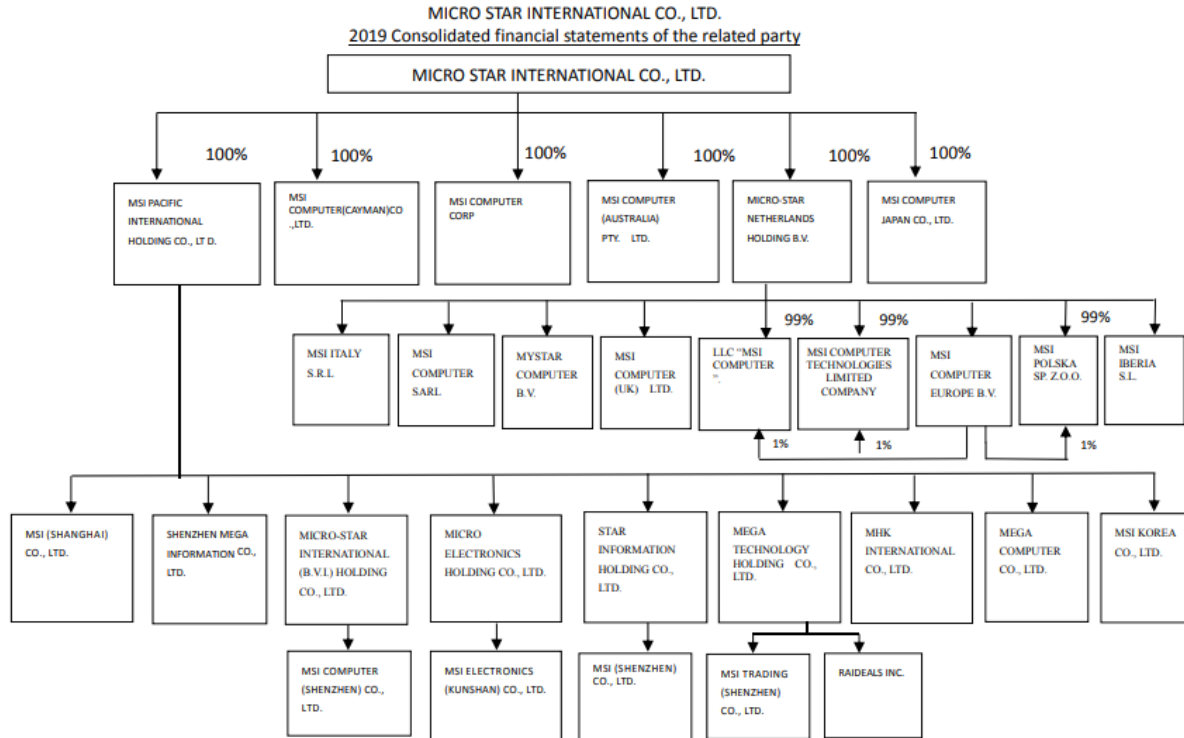 MICRO STAR INTERNATIONAL CO., LTD.
2019 Consolidated financial statements of the related party
MICRO STAR INTERNATIONAL CO., LTD.
100%
100%
100%
100%
100%
100%
MSI PACIFIC
INTERNATIONAL
HOLDING CO., LT D.
MSI
COMPUTER(CAYMAN)CO
.,LTD.
MSI COMPUTER
CORP
MSI COMPUTER
(AUSTRALIA)
PTY. LTD.
MICRO-STAR
NETHERLANDS
HOLDING B.V.
MSI COMPUTER
JAPAN CO., LTD.
99%
99%
99%
MSI ITALY
S.R.L
MSI
COMPUTER
SARL
MYSTAR
COMPUTER
B.V.
MSI
COMPUTER
(UK) LTD.
LLC "MSI
COMPUTER
".
MSI COMPUTER
TECHNOLOGIES
LIMITED
COMPANY
MSI
COMPUTER
EUROPE B.V.
MSI
POLSKA
SP. Z.O.O.
MSI
IBERIA
S.L.
1%
1%
1%
MSI (SHANGHAI)
CO., LTD.
SHENZHEN MEGA
INFORMATION CO.,
LTD.
MICRO-STAR
INTERNATIONAL
(B.V.I.) HOLDING
CO., LTD.
MICRO
ELECTRONICS
HOLDING CO., LTD.
STAR
INFORMATION
HOLDING CO.,
LTD.
MEGA
TECHNOLOGY
HOLDING CO.,
LTD.
MHK
INTERNATIONAL
CO., LTD.
MEGA
COMPUTER
CO., LTD.
MSI KOREA
CO., LTD.
MSI COMPUTER
(SHENZHEN) CO.,
LTD.
MSI ELECTRONICS
(KUNSHAN) CO., LTD.
MSI (SHENZHEN)
CO., LTD.
MSI TRADING
(SHENZHEN)
CO., LTD.
RAIDEALS INC.